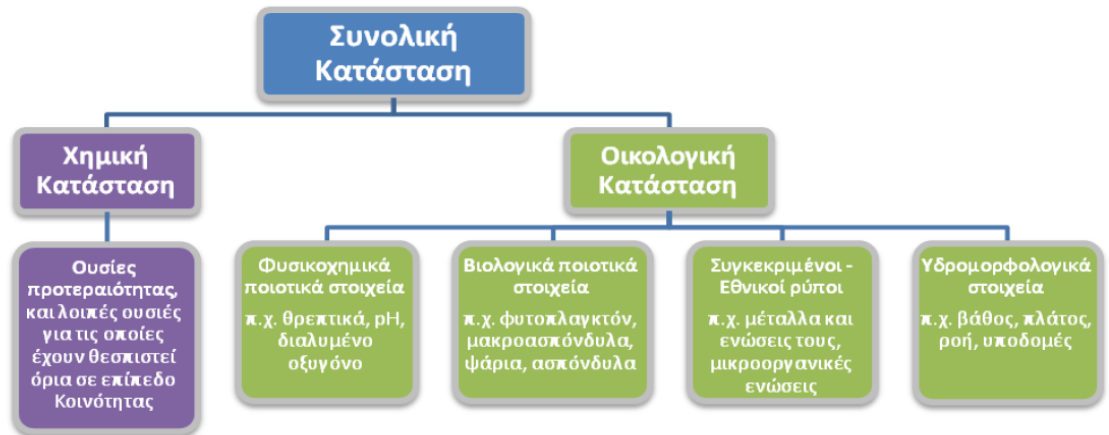 Συνολική
Κατάσταση
Χημική
Κατάσταση
Οικολογική
Κατάσταση
Ουσίες
προτεραιότητας,
και λοιπές ουσιές
για τις οποίες
έχουν θεσπιστεί
όρια σε επίπεδο
Κοινότητας
Φυσικοχημικά
ποιοτικά στοιχεία
π.χ. θρεπτικά, pH,
διαλυμένο
οξυγόνο
Βιολογικά ποιοτικά
στοιχεία
π.χ. φυτοπλαγκτόν,
μακροασπόνδυλα,
ψάρια, ασπόνδυλα
Συγκεκριμένοι -
Εθνικοί ρύποι
π.χ. μέταλλα και
ενώσεις τους,
μικροοργανικές
ενώσεις
Υδρομορφολογικά
στοιχεία
π.χ. βάθος, πλάτος,
ροή, υποδομές